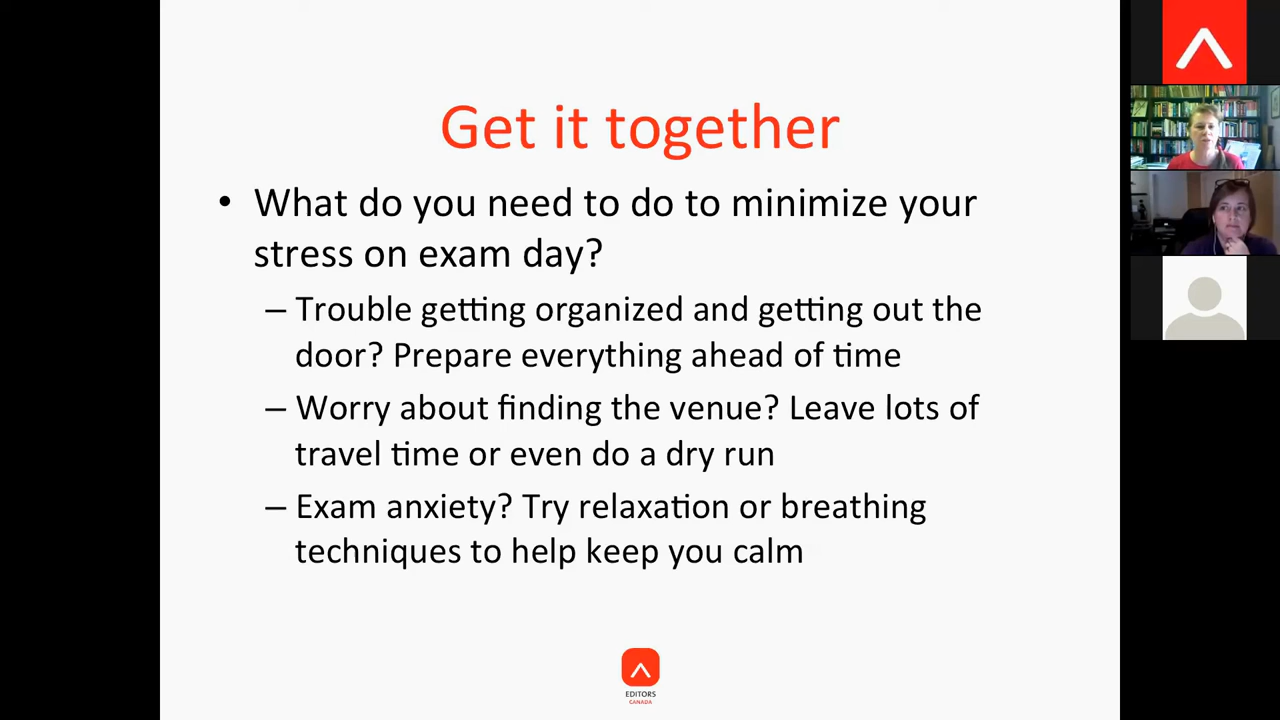 Get it together
• What do you need to do to minimize your
stress on exam day?
– Trouble getting organized and getting out the
door? Prepare everything ahead of time
– Worry about finding the venue? Leave lots of
travel time or even do a dry run
– Exam anxiety? Try relaxation or breathing
techniques to help keep you calm
EDITORS
CANADA